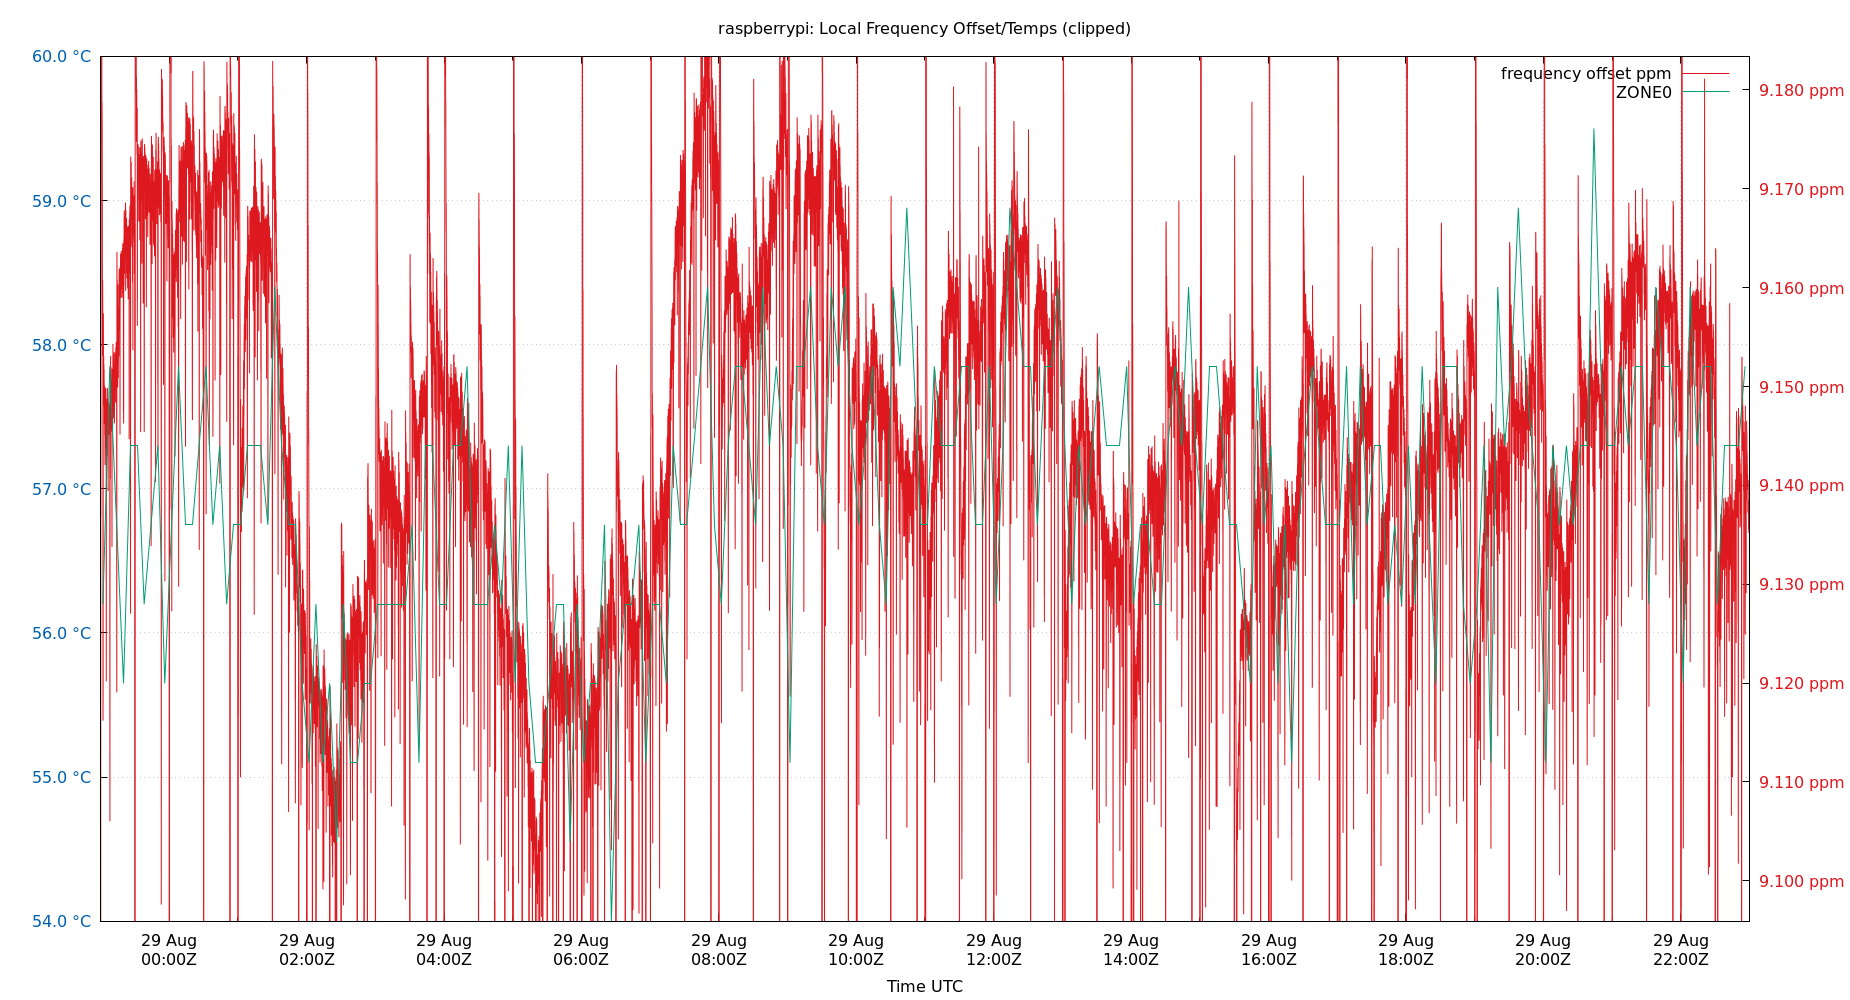 raspberrypi: Local Frequency Offset/Temps (clipped)
frequency offset ppm
ZONE0
60.0 °C
59.0 °C
58.0 °C
57.0 °C
56.0 °C
55.0 °C
54.0 °C
9.180 ppm
9.170 ppm
9.160 ppm
9.150 ppm
9.140 ppm
9.130 ppm
9.120 ppm
9.110 ppm
9.100 ppm
29 Aug 29 Aug 29 Aug 29 Aug 29 Aug 29 Aug 29 Aug 29 Aug 29 Aug 29 Aug 29 Aug 29 Aug
00:00Z 02:00Z 04:00Z 06:00Z 08:00Z 10:00Z 12:00Z 14:00Z 16:00Z 18:00Z 20:00Z 22:00Z
Time UTC